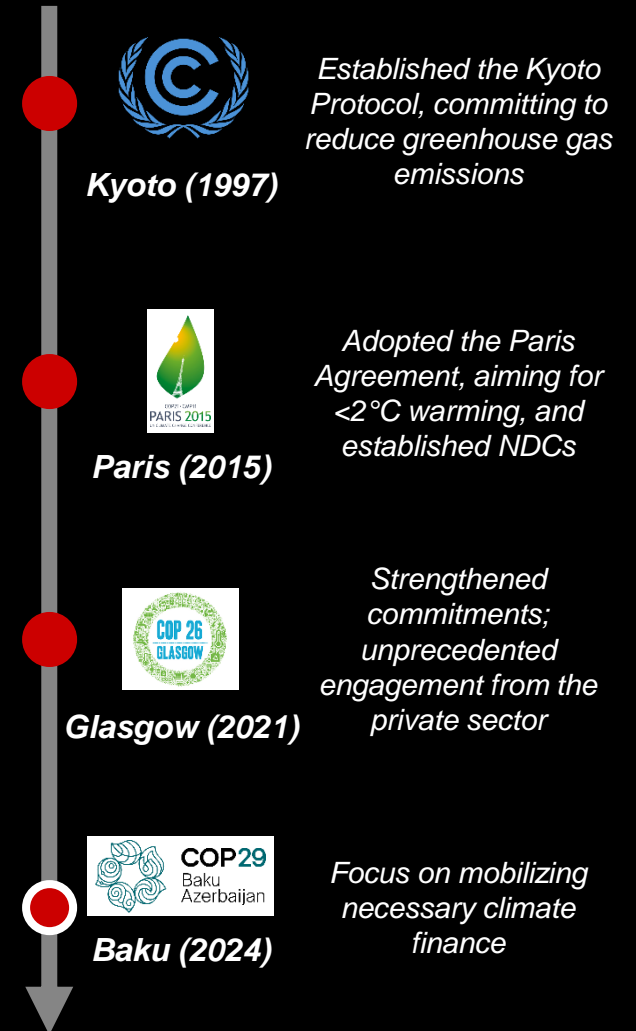 Established the Kyoto
Protocol, committing to
reduce greenhouse gas
emissions
Kyoto (1997)
PARIS 2015
Adopted the Paris
Agreement, aiming for
<2°C warming, and
established NDCs
Paris (2015)
COP 26
GLASGOW
Strengthened
commitments;
unprecedented
engagement from the
private sector
Glasgow (2021)
COP29
Baku
Azerbaijan
Focus on mobilizing
necessary climate
finance
Baku (2024)